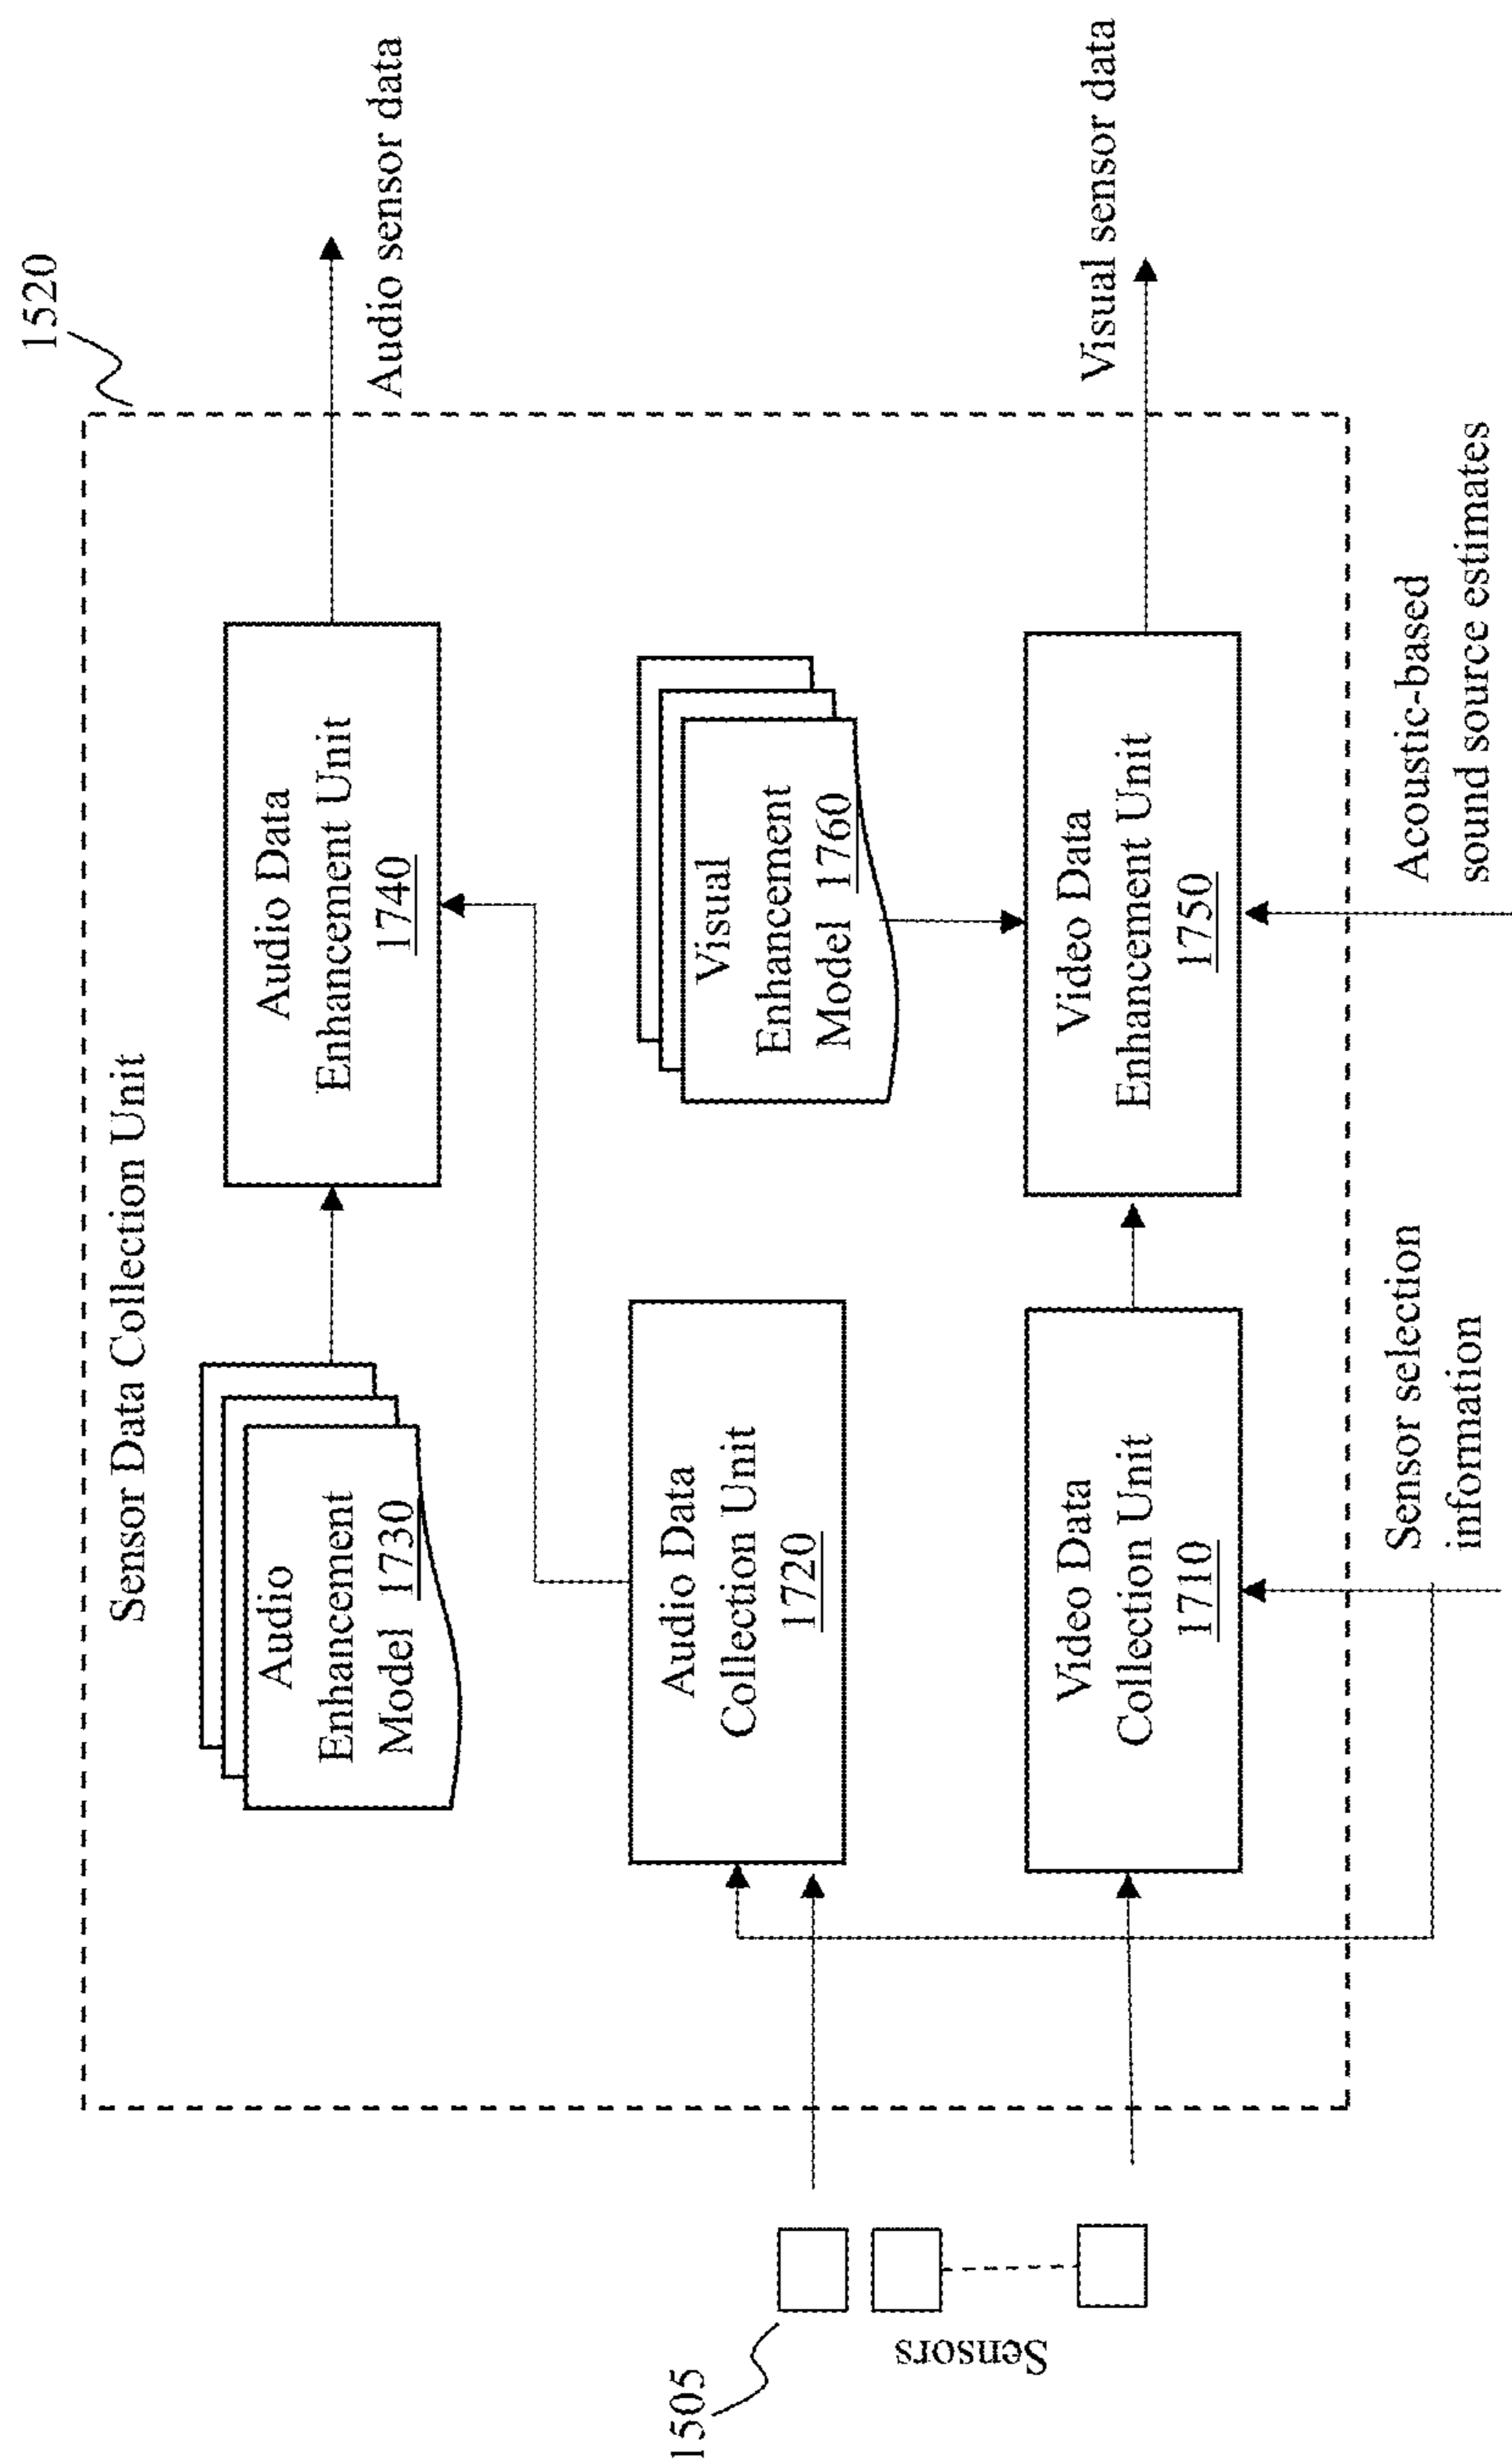 1520
Sensor Data Collection Unit
Audio
Enhancement
Model 1730
Audio Data
Enhancement Unit
1740
Audio sensor data
Audio Data
Collection Unit
1720
Visual
Enhancement
Model 1760
1505
Sensors
Video Data
Collection Unit
1710
Video Data
Enhancement Unit
1750
Visual sensor data
Sensor selection
information
Acoustic-based
sound source estimates